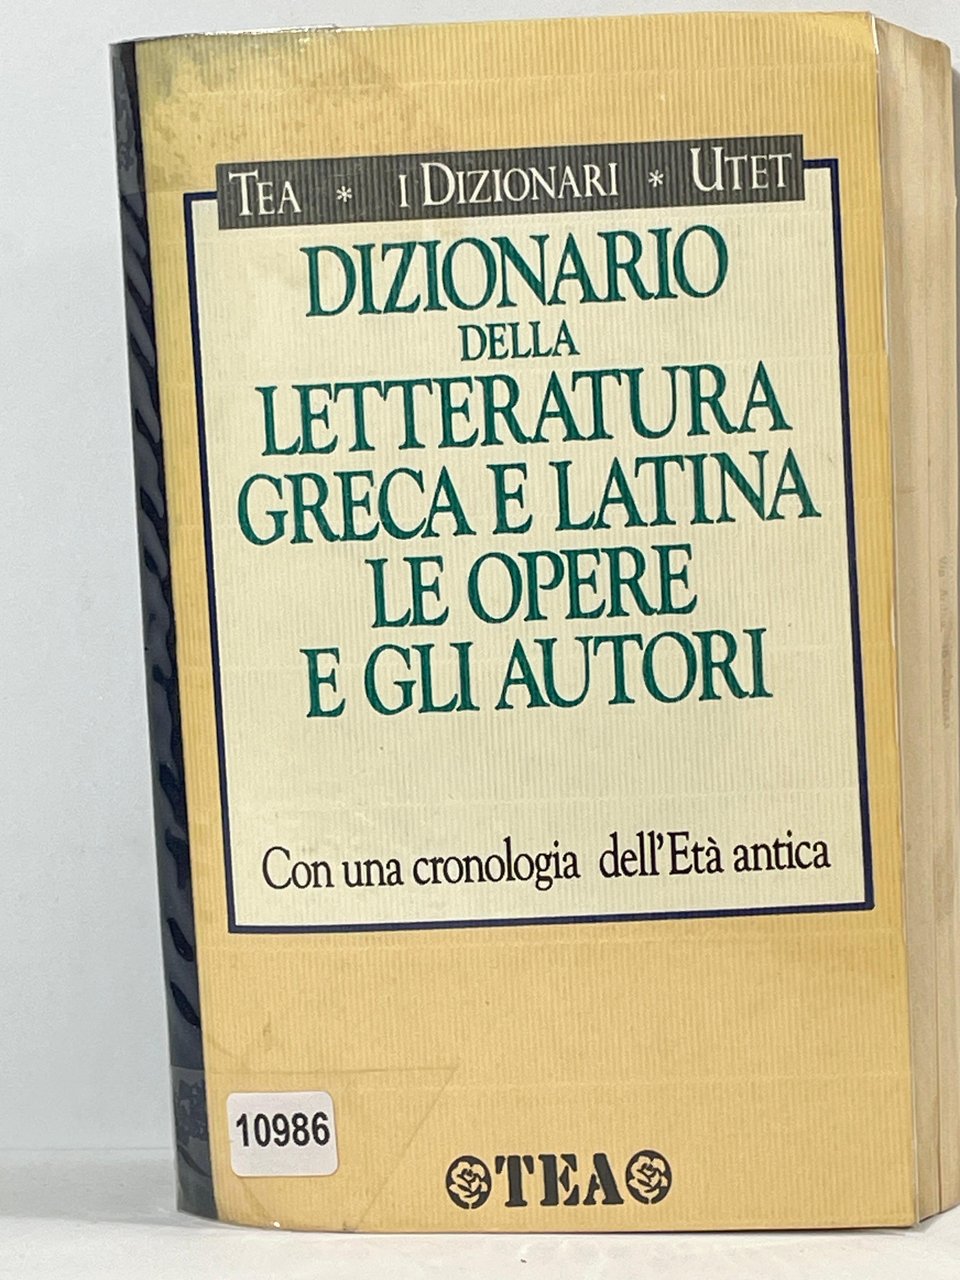 TEA * I DIZIONARI * UTET
DIZIONARIO
DELLA
LETTERATURA
GRECA E LATINA
LE OPERE
E GLI AUTORI
Con una cronologia dell'Età antica
10986
TEA